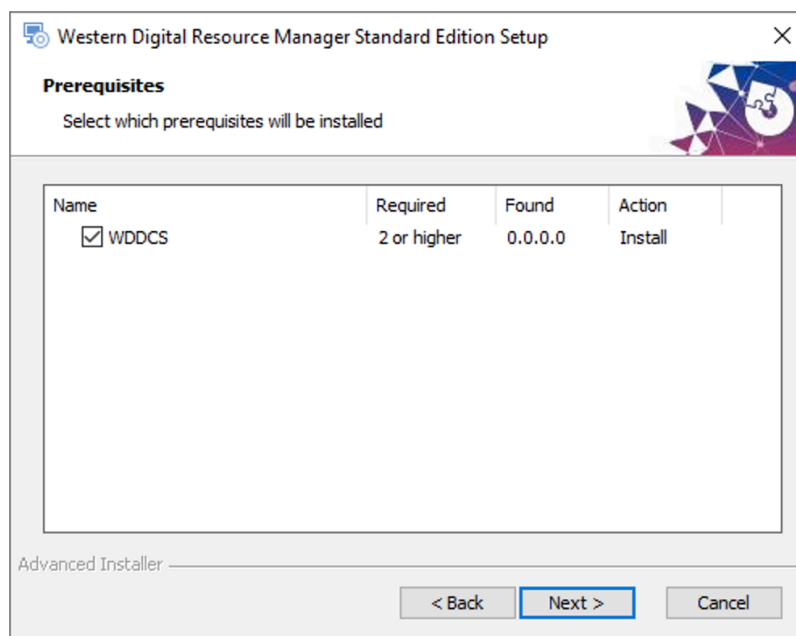 Western Digital Resource Manager Standard Edition Setup
Prerequisites
Select which prerequisites will be installed
Name Required Found Action
WDDCS 2 or higher 0.0.0.0 Install
Advanced Installer
< Back Next > Cancel